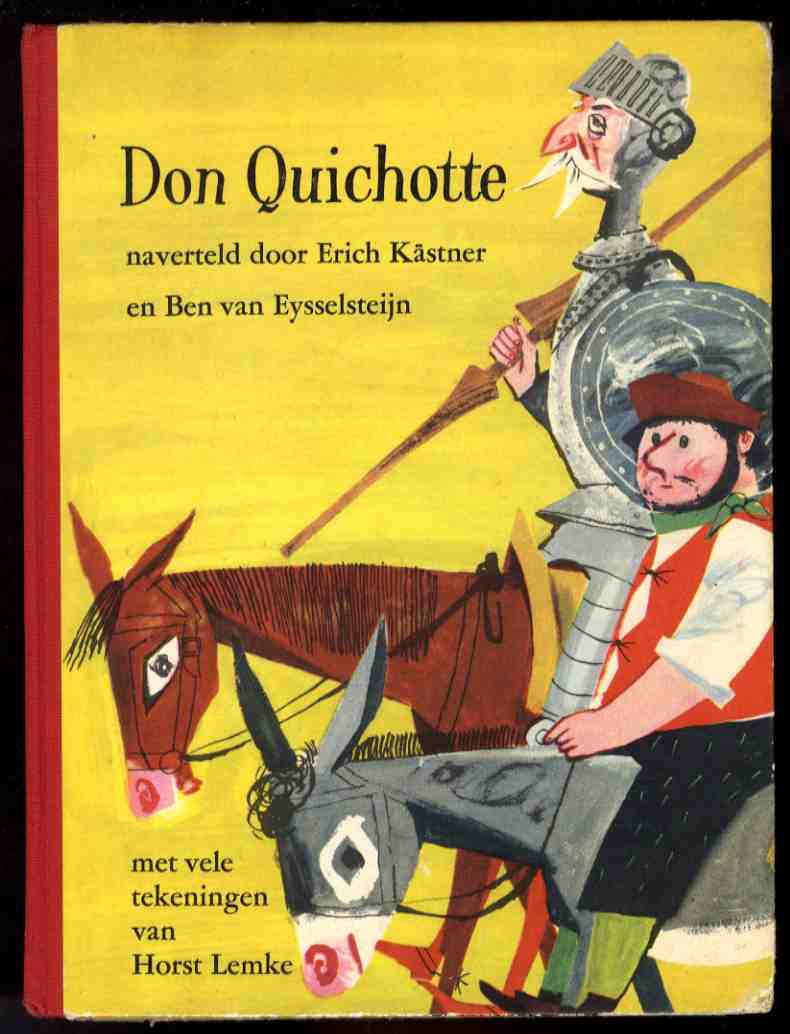 Don Quichotte
naverteld door Erich Kästner
en Ben van Eysselsteijn
met vele
tekeningen
van
Horst Lemke